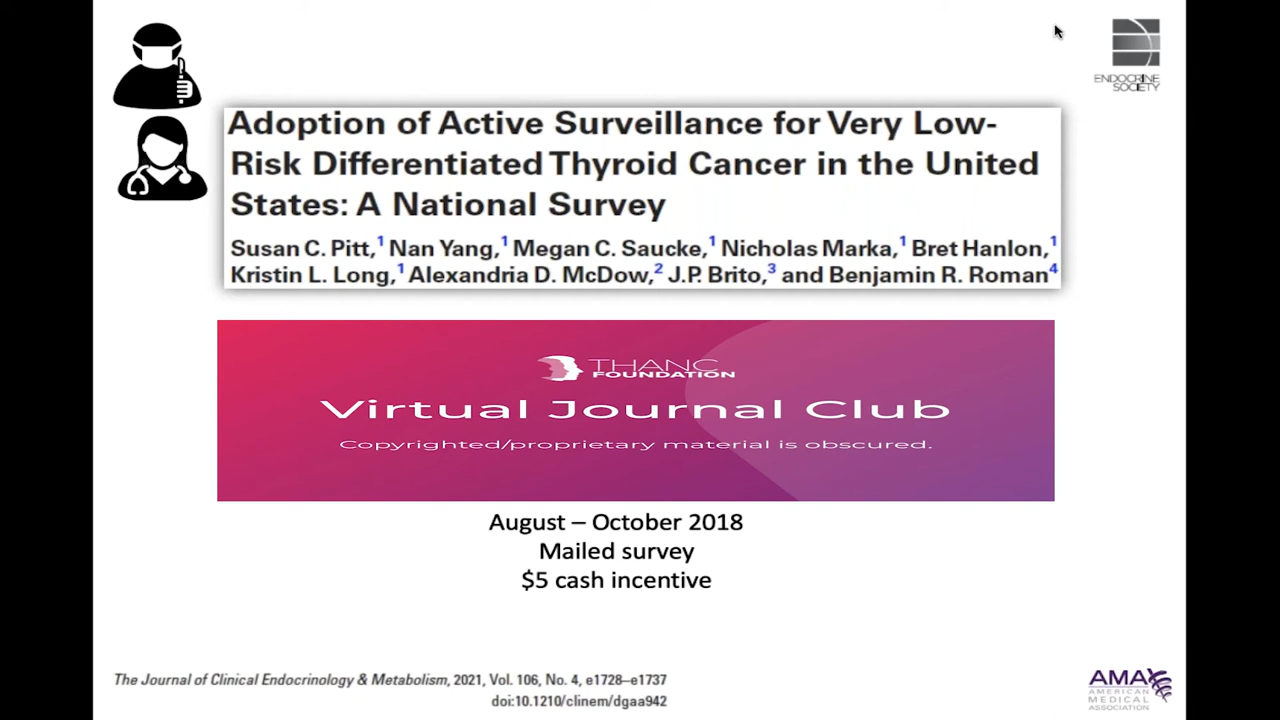 ENDOCRINE
SOCIETY
Adoption of Active Surveillance for Very Low-
Risk Differentiated Thyroid Cancer in the United
States: A National Survey
Susan C. Pitt,1 Nan Yang,1 Megan C. Saucke,1 Nicholas Marka,1 Bret Hanlon,1
Kristin L. Long,1 Alexandria D. McDow,2 J.P. Brito,3 and Benjamin R. Roman4
THANC
FOUNDATION
Virtual Journal Club
Copyrighted/proprietary material is obscured.
August – October 2018
Mailed survey
$5 cash incentive
The Journal of Clinical Endocrinology & Metabolism, 2021, Vol. 106, No. 4, e1728–e1737
doi:10.1210/clinem/dgaa942
AMA
AMERICAN
MEDICAL
ASSOCIATION